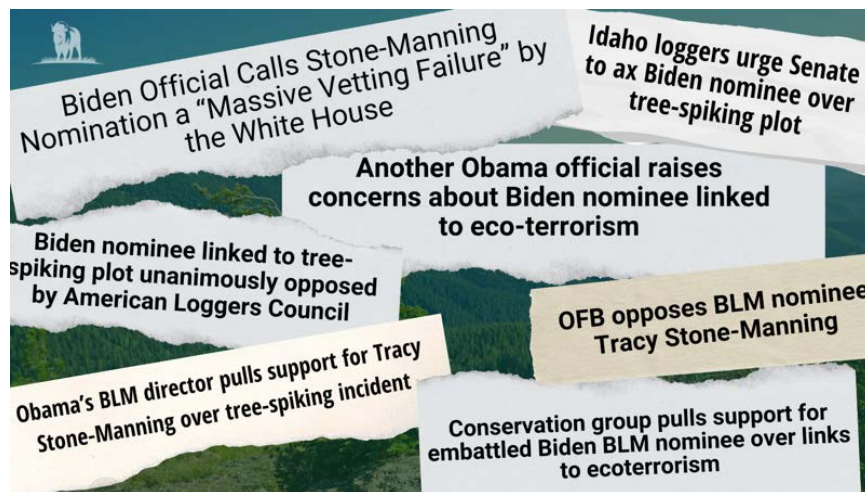 Biden Official Calls Stone-Manning
Nomination a “Massive Vetting Failure” by
the White House
Idaho loggers urge Senate
to ax Biden nominee over
tree-spiking plot
Another Obama official raises
concerns about Biden nominee linked
to eco-terrorism
Biden nominee linked to tree-
spiking plot unanimously opposed
by American Loggers Council
OFB opposes BLM nominee
Tracy Stone-Manning
Obama’s BLM director pulls support for Tracy
Stone-Manning over tree-spiking incident
Conservation group pulls support for
embattled Biden BLM nominee over links
to ecoterrorism